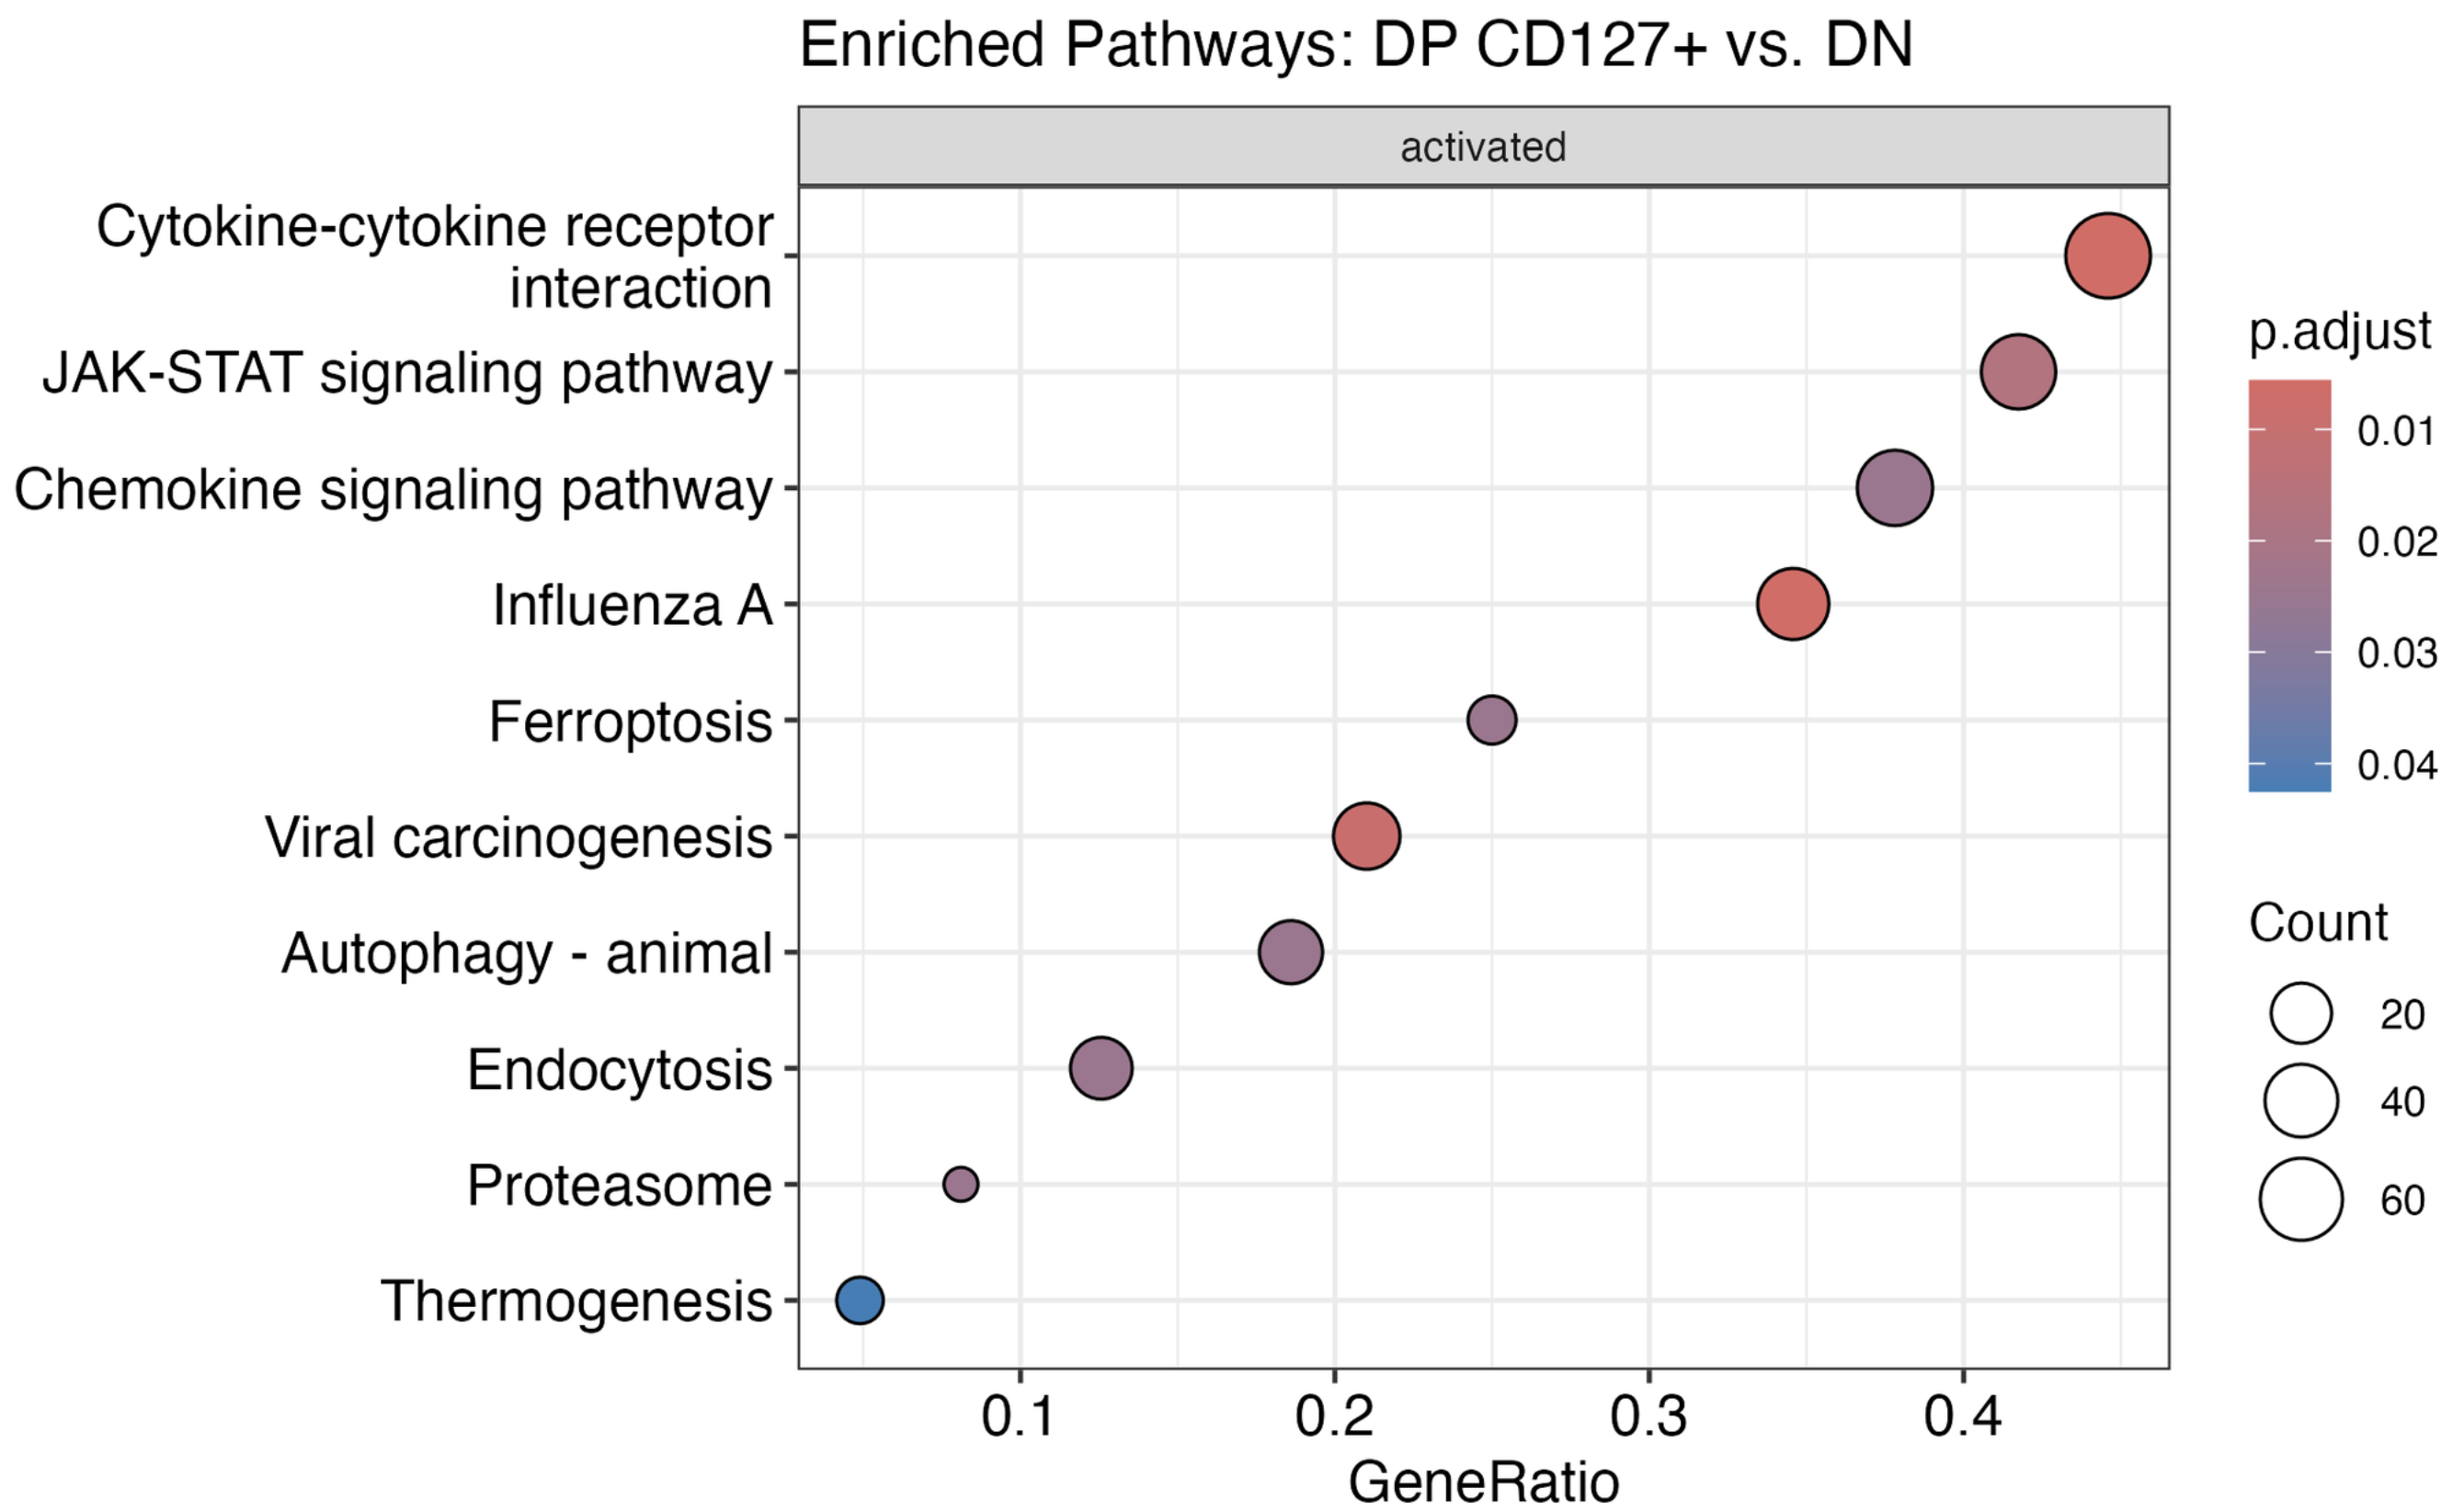 Enriched Pathways: DP CD127+ vs. DN
activated
Cytokine-cytokine receptor
interaction
JAK-STAT signaling pathway
Chemokine signaling pathway
Influenza A
Ferroptosis
Viral carcinogenesis
Autophagy - animal
Endocytosis
Proteasome
Thermogenesis
0.1 0.2 0.3 0.4
GeneRatio
p.adjust
0.01
0.02
0.03
0.04
Count
20
40
60